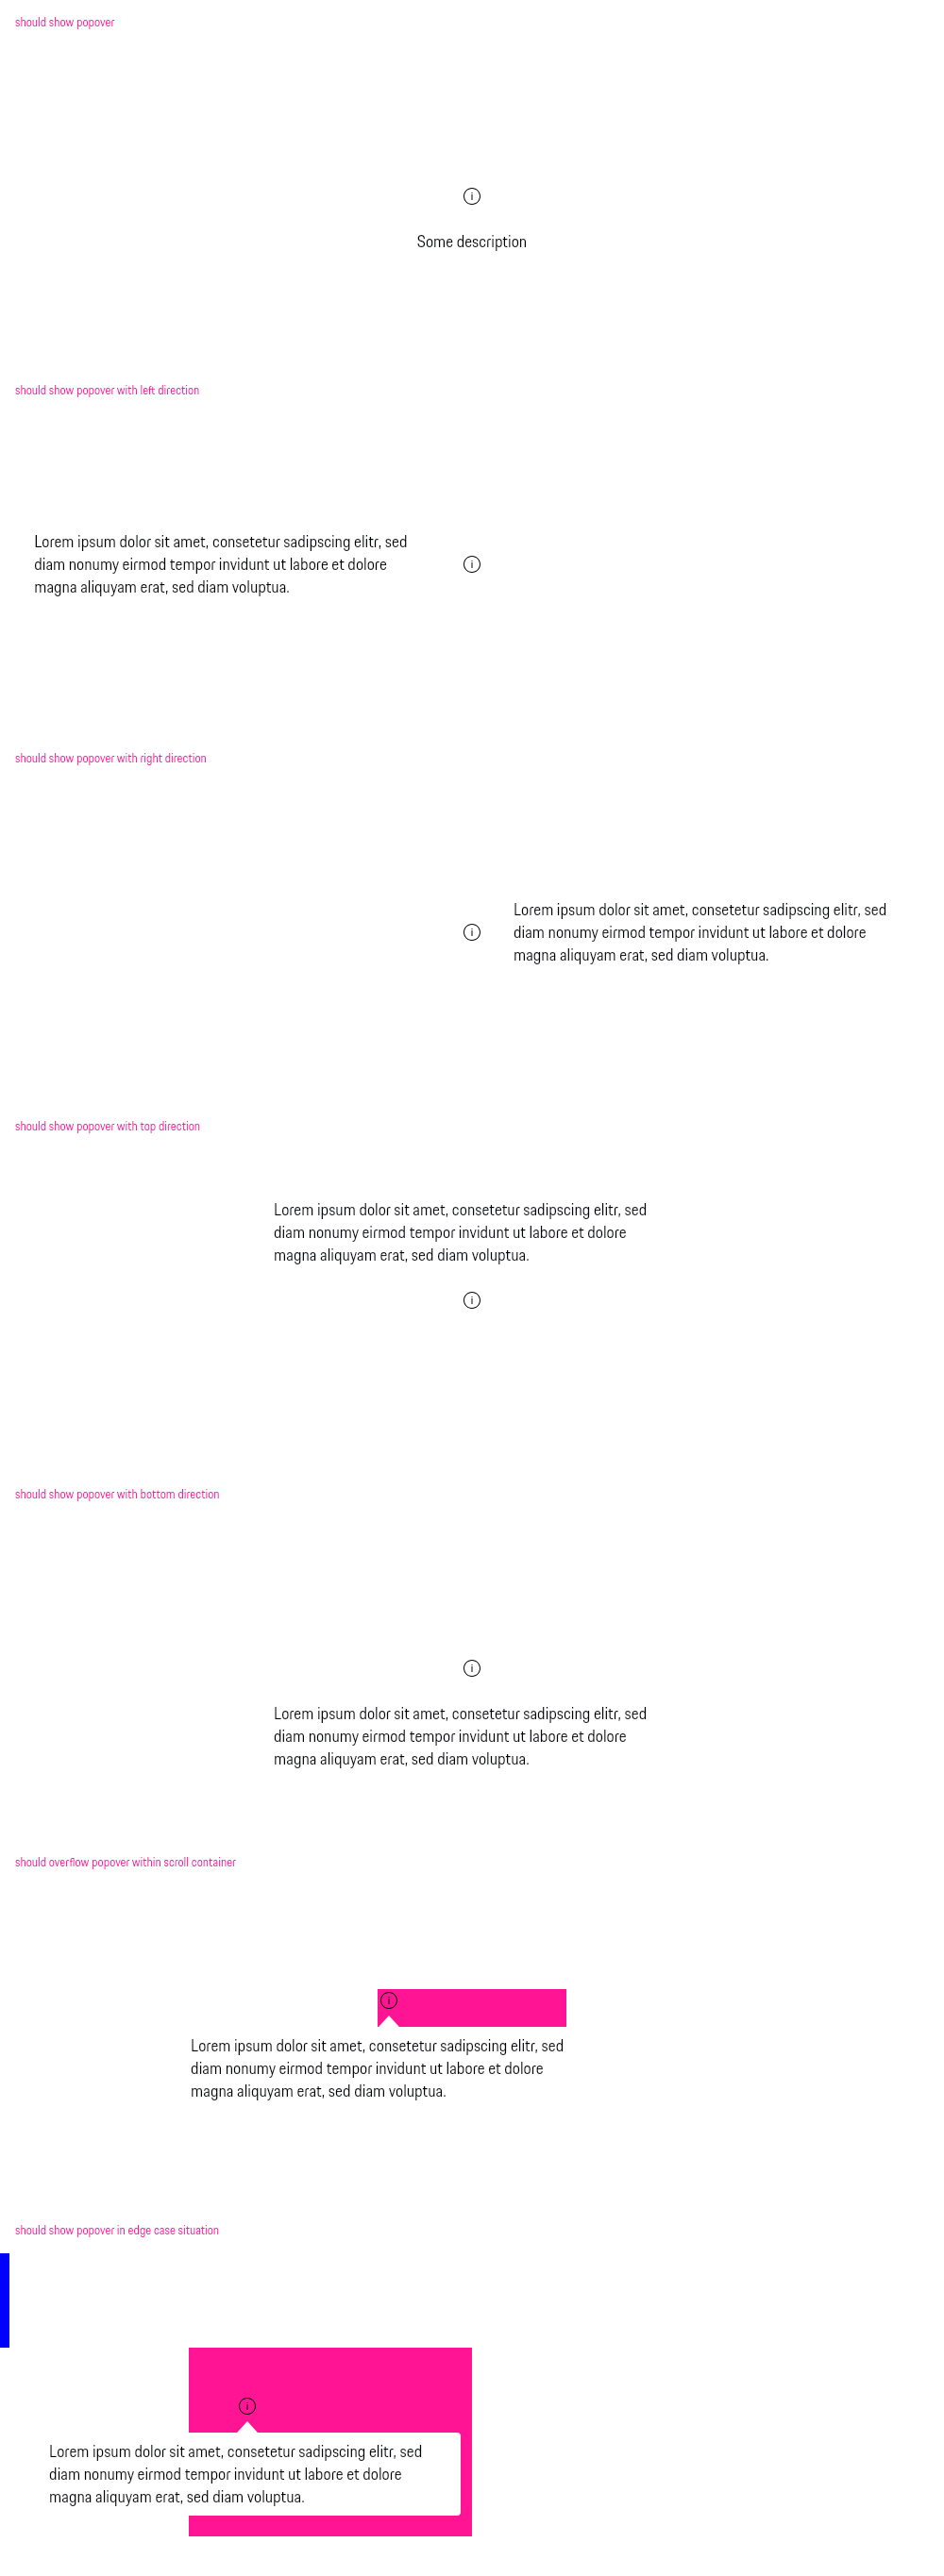 should show popover
i
Some description
should show popover with left direction
Lorem ipsum dolor sit amet, consetetur sadipscing elitr, sed
diam nonumy eirmod tempor invidunt ut labore et dolore
magna aliquyam erat, sed diam voluptua.
i
should show popover with right direction
Lorem ipsum dolor sit amet, consetetur sadipscing elitr, sed
diam nonumy eirmod tempor invidunt ut labore et dolore
magna aliquyam erat, sed diam voluptua.
i
should show popover with top direction
Lorem ipsum dolor sit amet, consetetur sadipscing elitr, sed
diam nonumy eirmod tempor invidunt ut labore et dolore
magna aliquyam erat, sed diam voluptua.
i
should show popover with bottom direction
i
Lorem ipsum dolor sit amet, consetetur sadipscing elitr, sed
diam nonumy eirmod tempor invidunt ut labore et dolore
magna aliquyam erat, sed diam voluptua.
should overflow popover within scroll container
i
Lorem ipsum dolor sit amet, consetetur sadipscing elitr, sed
diam nonumy eirmod tempor invidunt ut labore et dolore
magna aliquyam erat, sed diam voluptua.
should show popover in edge case situation
i
Lorem ipsum dolor sit amet, consetetur sadipscing elitr, sed
diam nonumy eirmod tempor invidunt ut labore et dolore
magna aliquyam erat, sed diam voluptua.